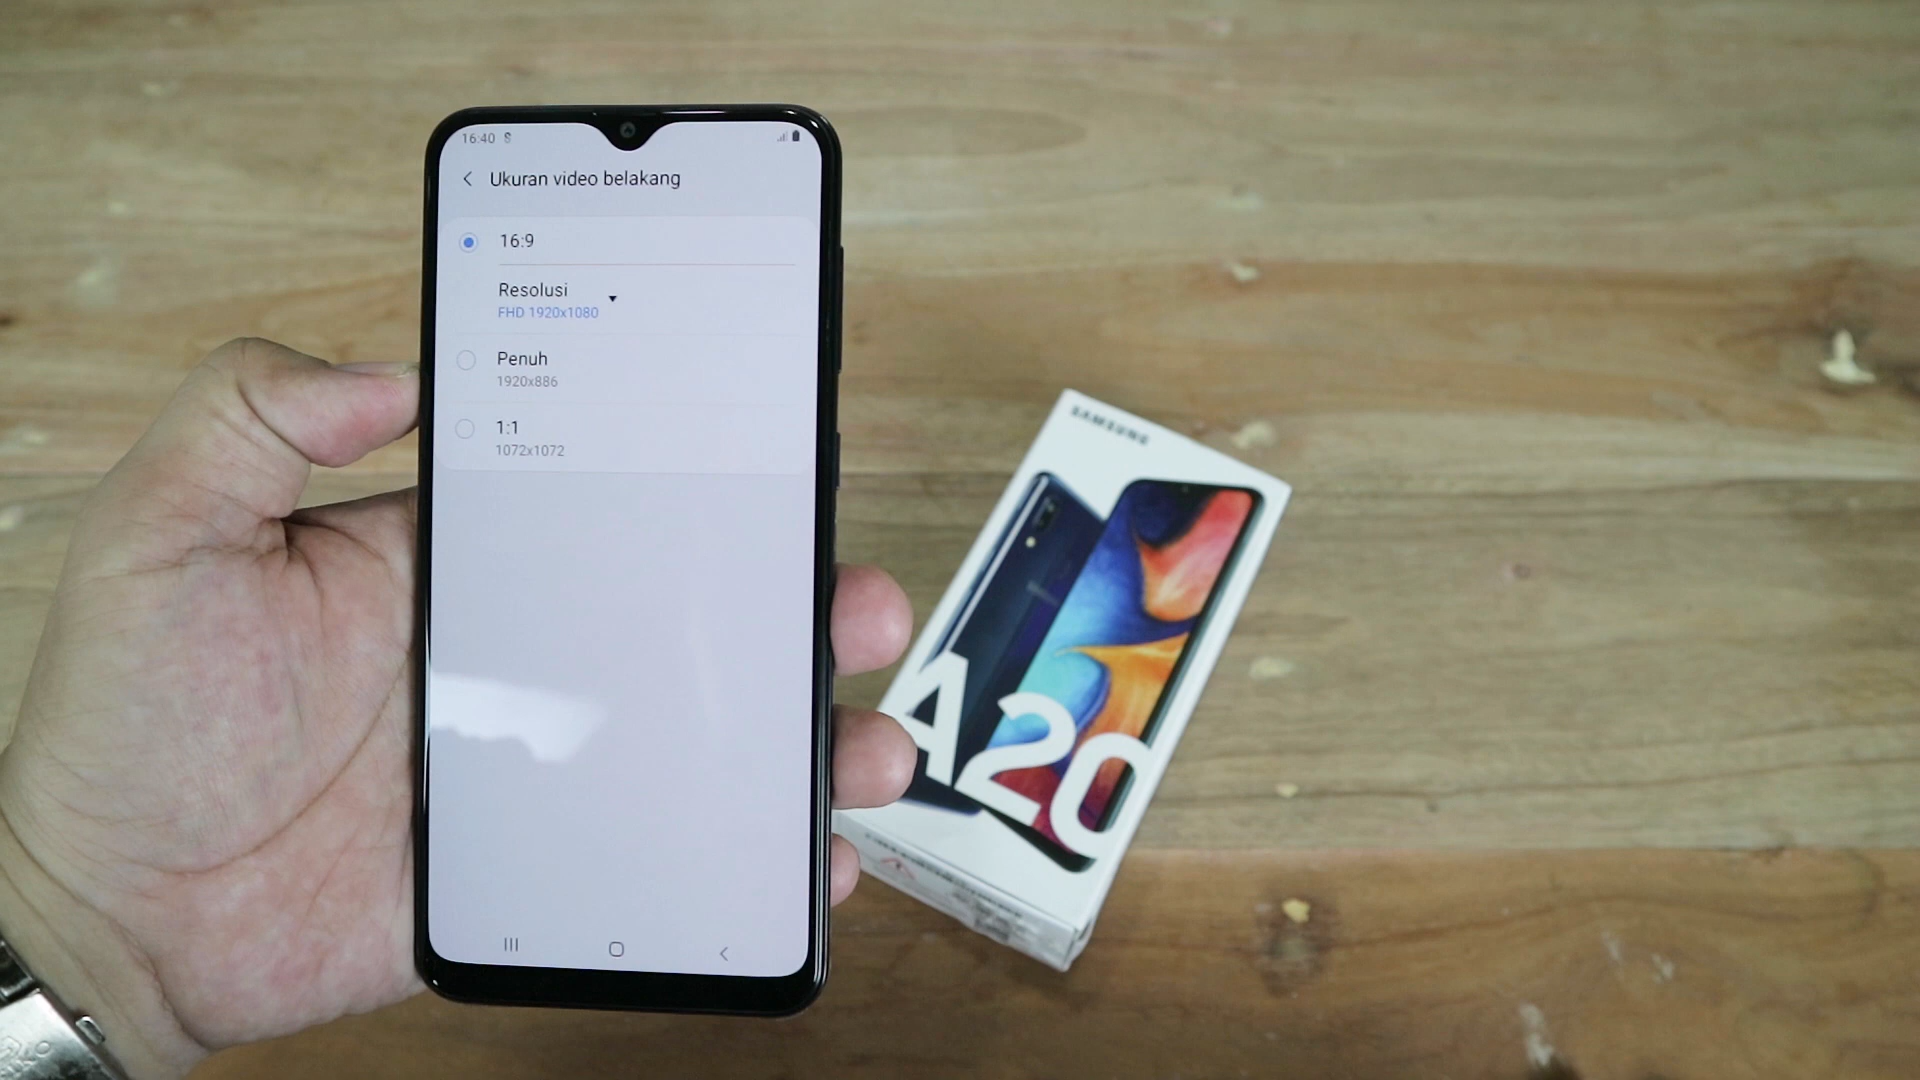 16:40
Ukuran video belakang
16:9
Resolusi
FHD 1920x1080
Penuh
1920x886
1:1
1072x1072
SAMSUNG
A20